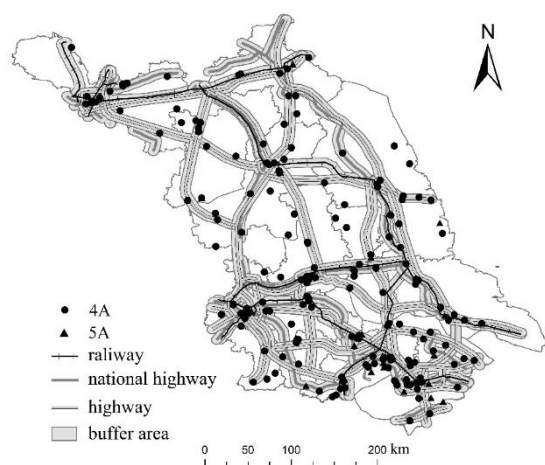 N
4A
5A
raliway
national highway
highway
buffer area
0 50 100 200 km